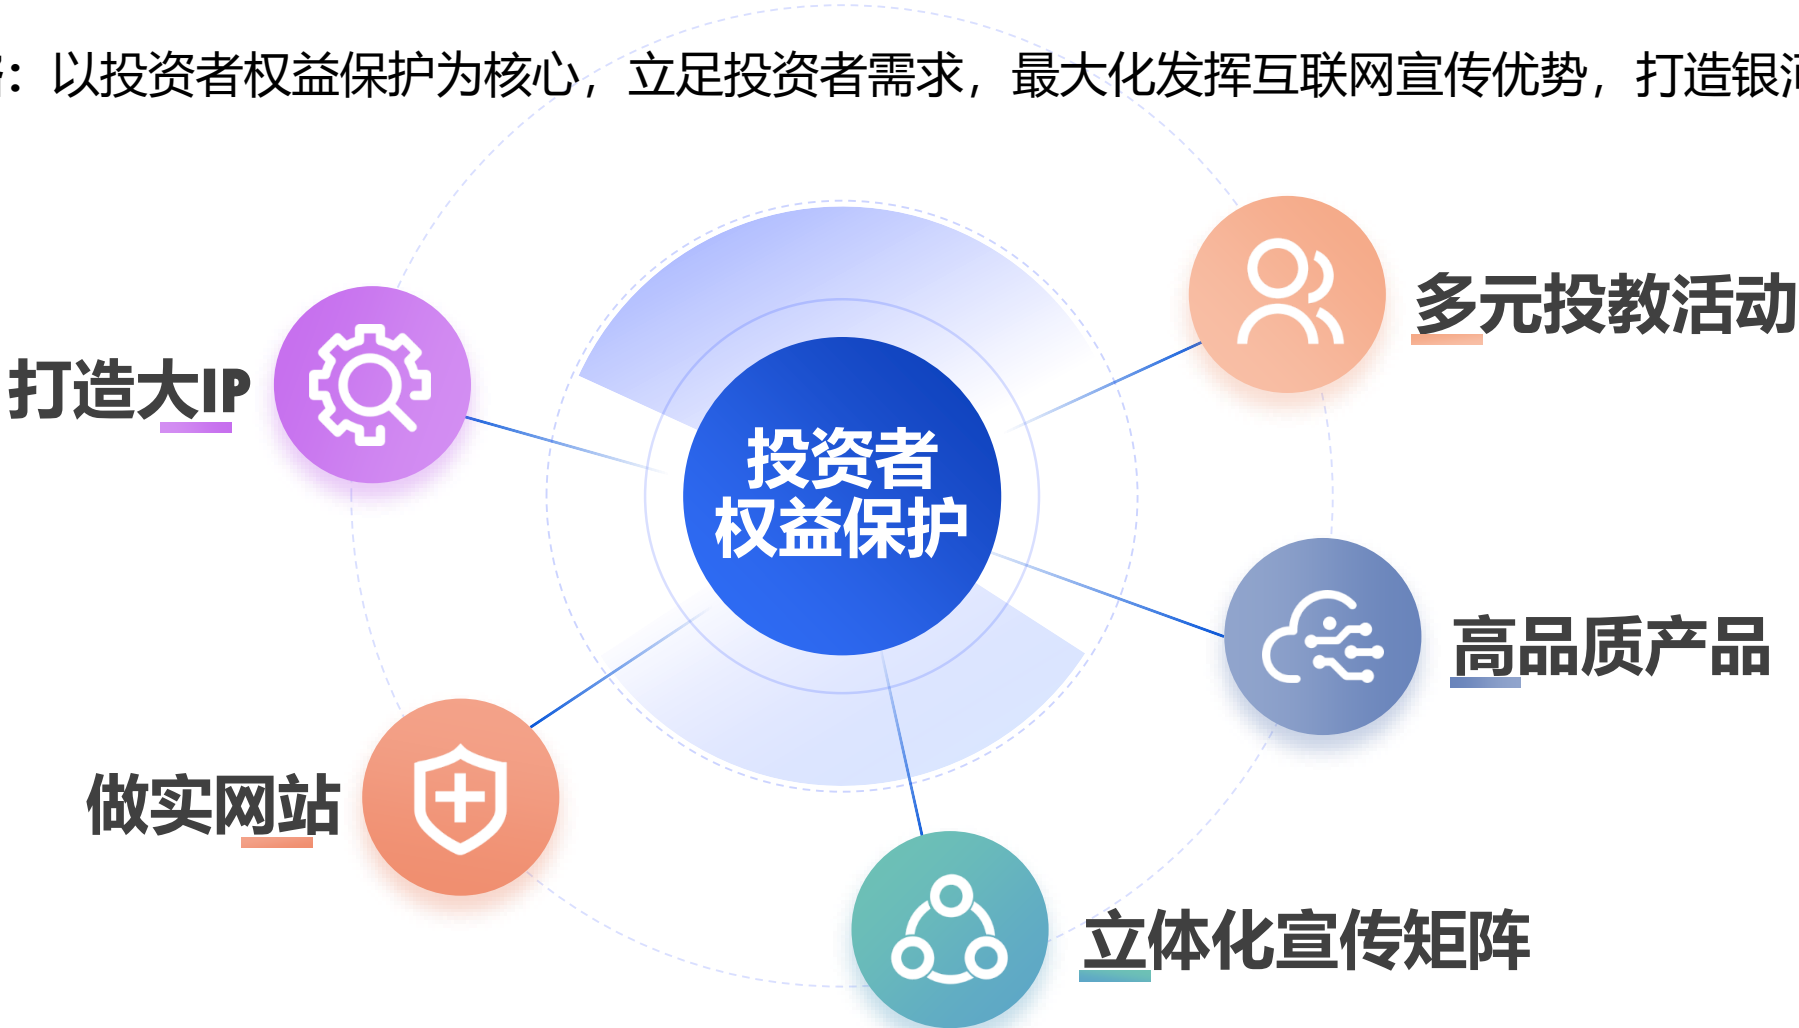 ：以投资者权益保护为核心，立足投资者需求，最大化发挥互联网宣传优势，打造银
多元投教活动
打造大IP
投资者
权益保护
高品质产品
做实网站
立体化宣传矩阵